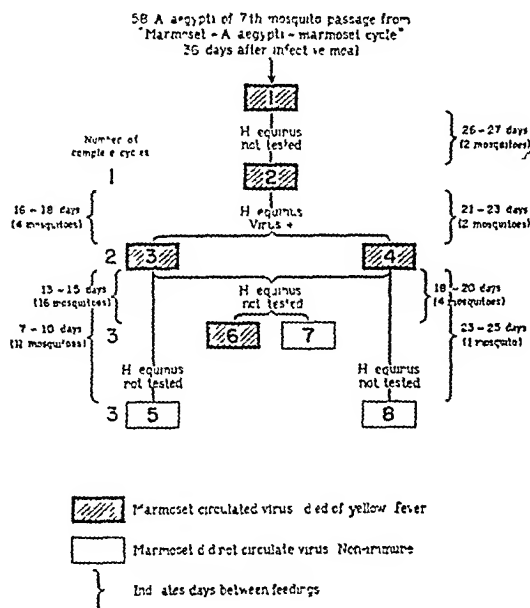 58 A aegypti of 7th mosquito passage from
"Marmoset - A aegypti - marmoset cycle"
36 days after infective meal
1
H equinus
not tested
26 - 27 days
(2 mosquitoes)
Number of
complete cycles
1
2
16 - 18 days
(4 mosquitoes)
H equinus
Virus +
21 - 23 days
(2 mosquitoes)
2
3
4
13 - 15 days
(16 mosquitoes)
H equinus
not tested
18 - 20 days
(4 mosquitoes)
7 - 10 days
(12 mosquitoes)
3
6
7
23 - 25 days
(1 mosquito)
H equinus
not tested
H equinus
not tested
3
5
8
Marmoset circulated virus died of yellow fever
Marmoset did not circulate virus Non-immune
Indicates days between feedings